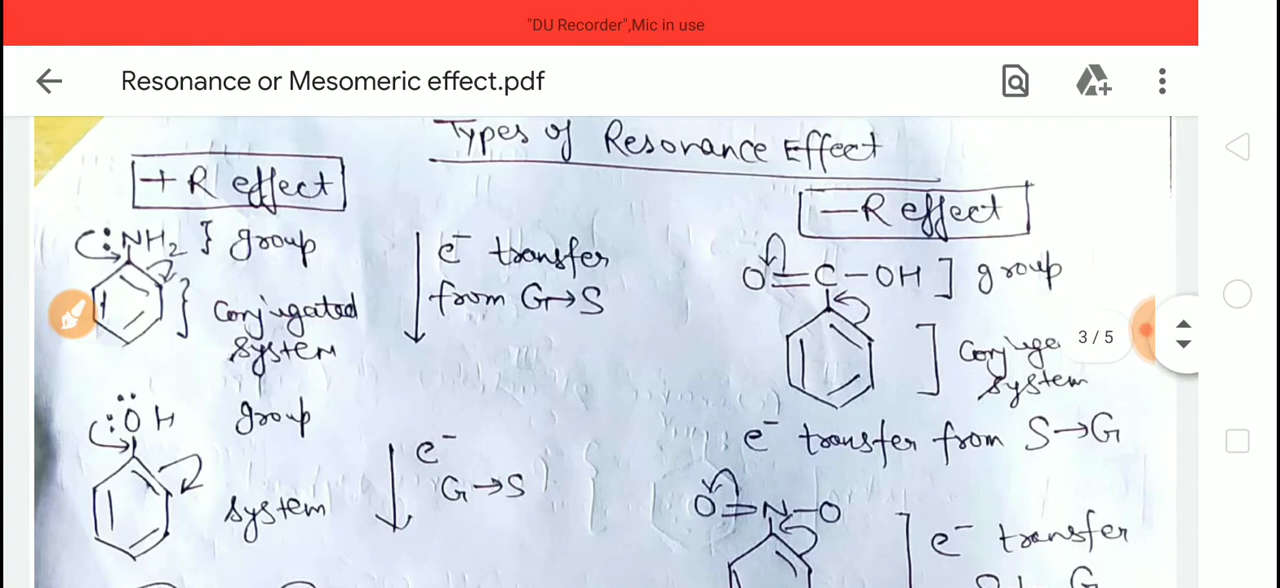 "DU Recorder",Mic in use
Resonance or Mesomeric effect.pdf
Types of Resonance Effect
+R effect
NH2 } group
} Conjugated
system
e⁻ transfer
from G→S
ÖH group
system
e⁻
G→S
-R effect
O=C-OH ] group
] Conjuga
system
3 / 5
e⁻ transfer from S→G
O=N-O
] e⁻ transfer